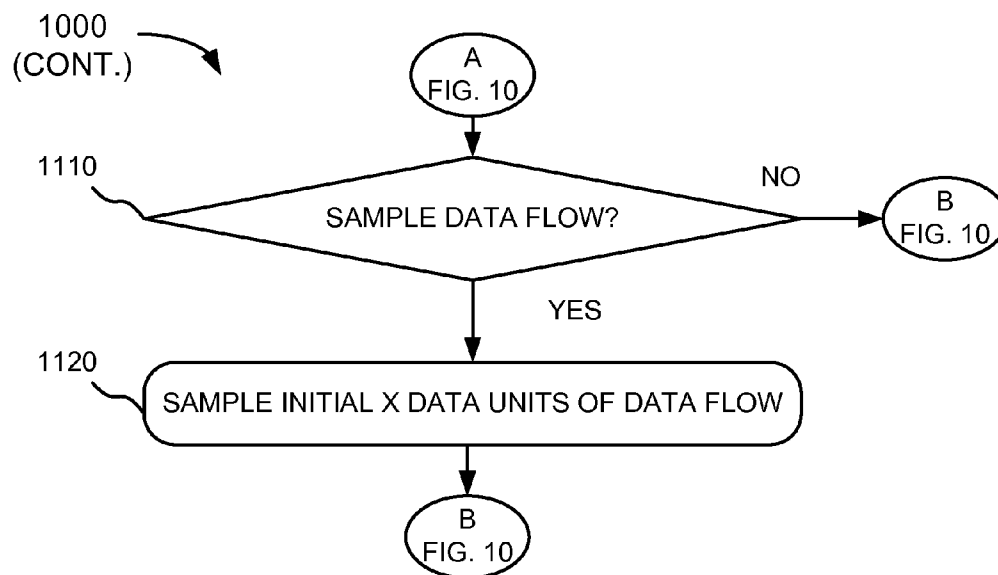 1000
(CONT.)
A
FIG. 10
1110
SAMPLE DATA FLOW?
NO
B
FIG. 10
YES
1120
SAMPLE INITIAL X DATA UNITS OF DATA FLOW
B
FIG. 10